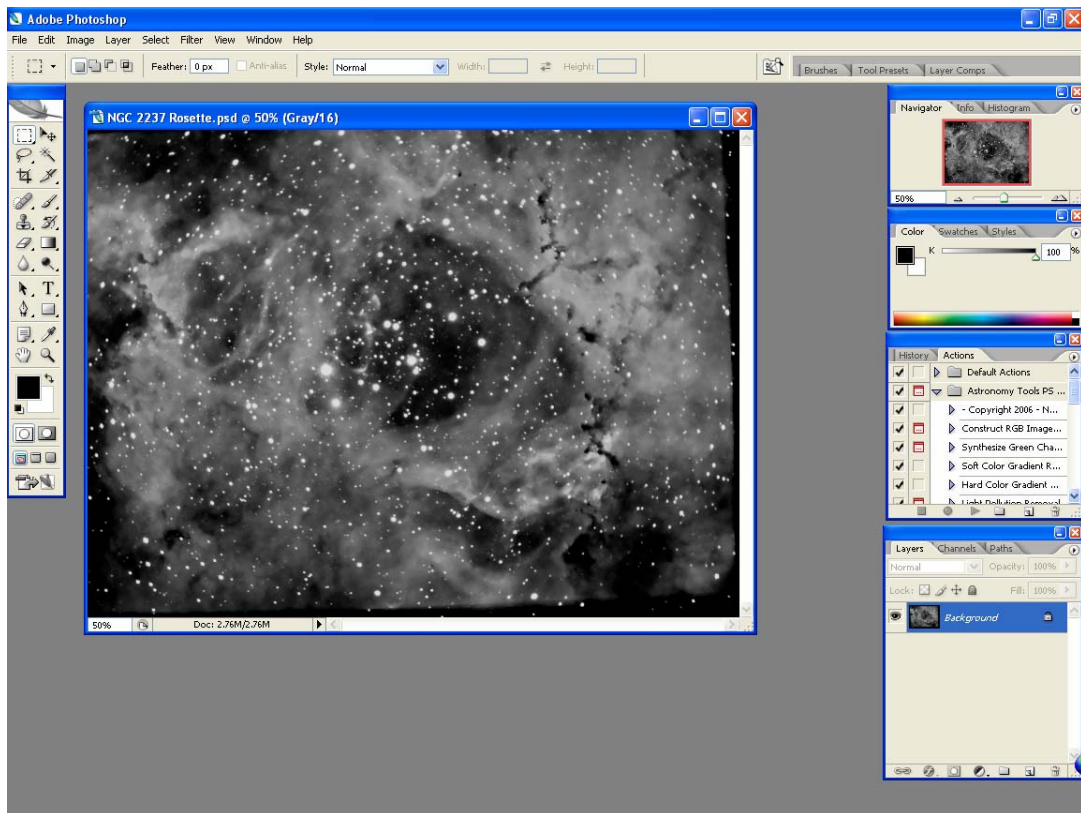 Adobe Photoshop
File Edit Image Layer Select Filter View Window Help
Feather: 0 px Anti-alias Style: Normal Width: Height: Brushes Tool Presets Layer Comps
NGC 2237 Rosette.psd @ 50% (Gray/16)
50% Doc: 2.76M/2.76M
Navigator Info Histogram
50%
Color Swatches Styles
K 100 %
History Actions
Default Actions
Astronomy Tools PS ...
- Copyright 2006 - N...
Construct RGB Image...
Synthesize Green Cha...
Soft Color Gradient R...
Hard Color Gradient ...
Light Pollution Removal
Layers Channels Paths
Normal Opacity: 100%
Lock: Fill: 100%
Background